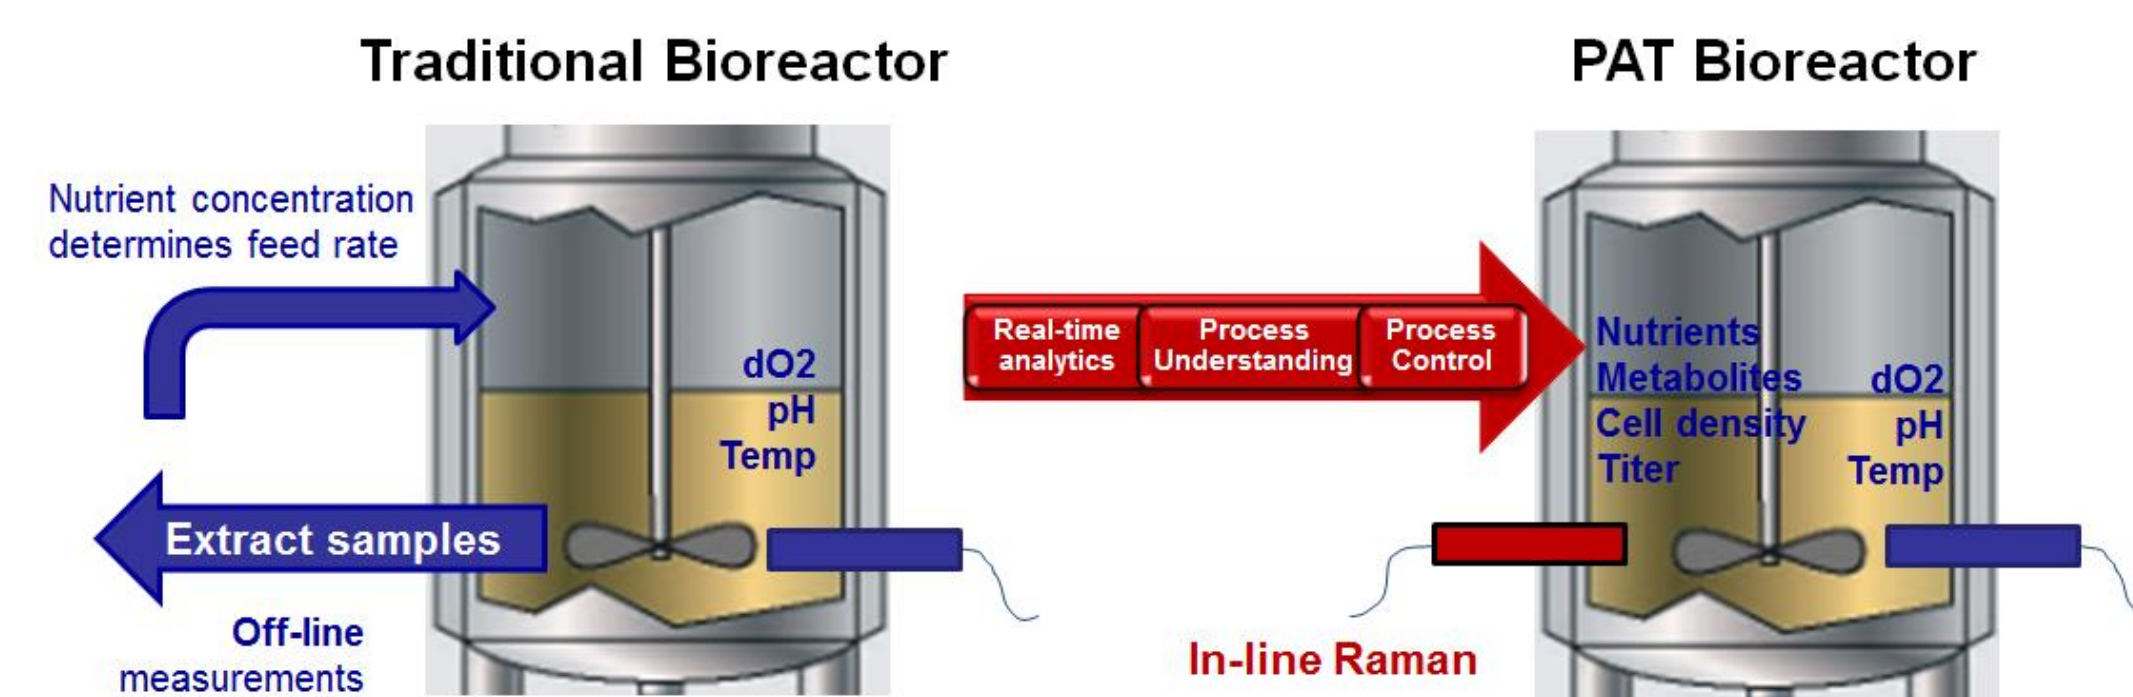 Traditional Bioreactor
PAT Bioreactor
Nutrient concentration
determines feed rate
dO2
pH
Temp
Extract samples
Off-line
measurements
Real-time
analytics
Process
Understanding
Process
Control
Nutrients
Metabolites
Cell density
Titer
dO2
pH
Temp
In-line Raman